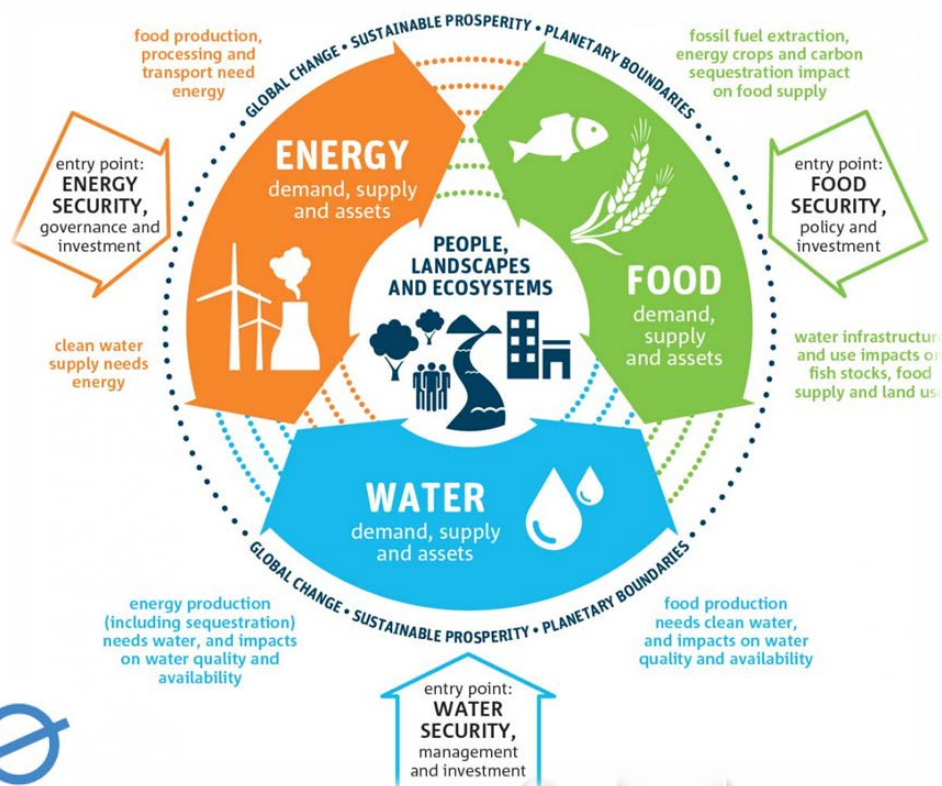 GLOBAL CHANGE • SUSTAINABLE PROSPERITY • PLANETARY BOUNDARIES
food production,
processing and
transport need
energy
fossil fuel extraction,
energy crops and carbon
sequestration impact
on food supply
entry point:
ENERGY
SECURITY,
governance and
investment
ENERGY
demand, supply
and assets
entry point:
FOOD
SECURITY,
policy and
investment
PEOPLE,
LANDSCAPES
AND ECOSYSTEMS
FOOD
demand,
supply
and assets
clean water
supply needs
energy
water infrastructure
and use impacts on
fish stocks, food
supply and land use
WATER
demand, supply
and assets
GLOBAL CHANGE • SUSTAINABLE PROSPERITY • PLANETARY BOUNDARIES
energy production
(including sequestration)
needs water, and impacts
on water quality and
availability
food production
needs clean water,
and impacts on water
quality and availability
entry point:
WATER
SECURITY,
management
and investment